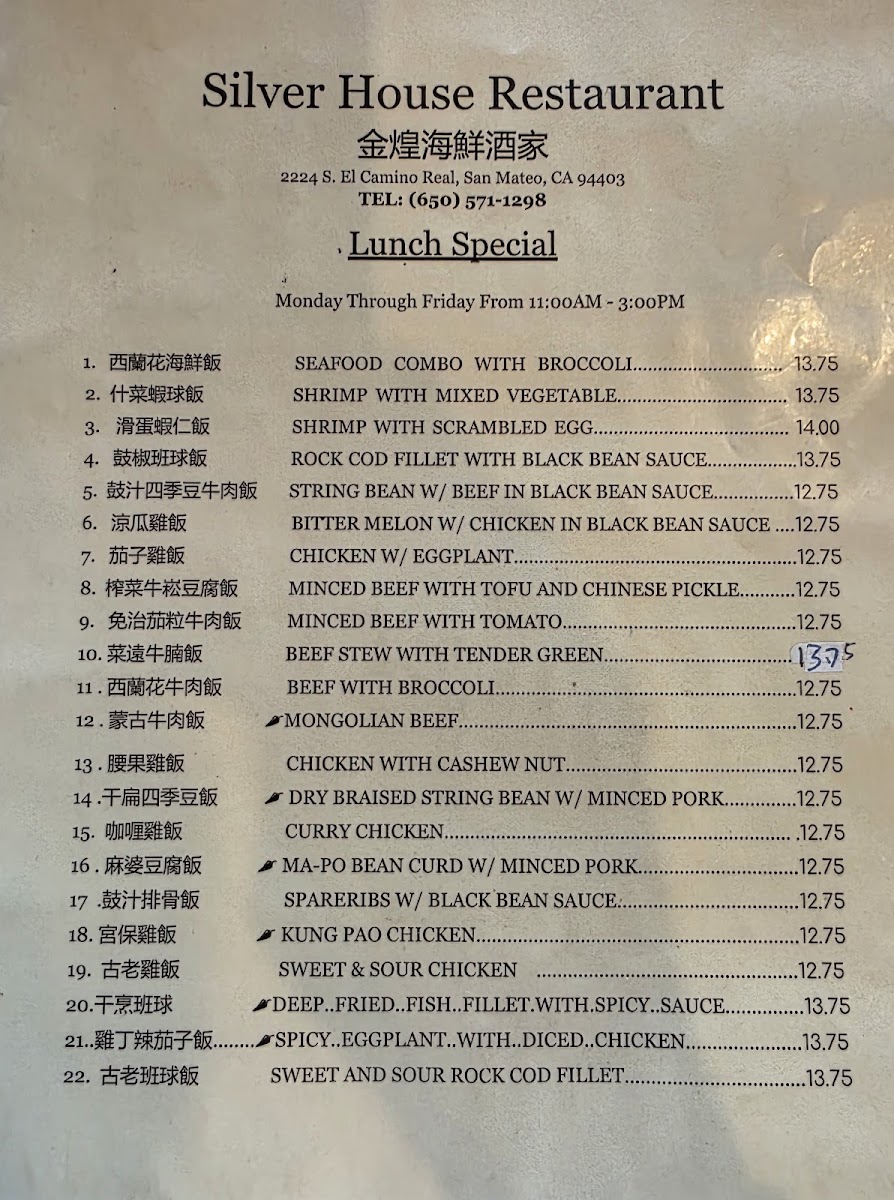 Silver House Restaurant
金煌海鮮酒家
2224 S. El Camino Real, San Mateo, CA 94403
TEL: (650) 571-1298
Lunch Special
Monday Through Friday From 11:00AM - 3:00PM
1. 西蘭花海鮮飯 SEAFOOD COMBO WITH BROCCOLI............................ 13.75
2. 什菜蝦球飯 SHRIMP WITH MIXED VEGETABLE................................ 13.75
3. 滑蛋蝦仁飯 SHRIMP WITH SCRAMBLED EGG..................................... 14.00
4. 鼓椒班球飯 ROCK COD FILLET WITH BLACK BEAN SAUCE.................13.75
5. 鼓汁四季豆牛肉飯 STRING BEAN W/ BEEF IN BLACK BEAN SAUCE................12.75
6. 涼瓜雞飯 BITTER MELON W/ CHICKEN IN BLACK BEAN SAUCE ....12.75
7. 茄子雞飯 CHICKEN W/ EGGPLANT.....................................................12.75
8. 榨菜牛崧豆腐飯 MINCED BEEF WITH TOFU AND CHINESE PICKLE..........12.75
9. 免治茄粒牛肉飯 MINCED BEEF WITH TOMATO............................................12.75
10. 菜遠牛腩飯 BEEF STEW WITH TENDER GREEN...................................13.75
11 . 西蘭花牛肉飯 BEEF WITH BROCCOLI.........................................................12.75
12 . 蒙古牛肉飯 MONGOLIAN BEEF................................................................12.75
13 . 腰果雞飯 CHICKEN WITH CASHEW NUT............................................12.75
14 .干扁四季豆飯 DRY BRAISED STRING BEAN W/ MINCED PORK.............12.75
15. 咖喱雞飯 CURRY CHICKEN................................................................. .12.75
16 . 麻婆豆腐飯 MA-PO BEAN CURD W/ MINCED PORK..............................12.75
17 .鼓汁排骨飯 SPARERIBS W/ BLACK BEAN SAUCE..................................12.75
18. 宮保雞飯 KUNG PAO CHICKEN.............................................................12.75
19. 古老雞飯 SWEET & SOUR CHICKEN ................................................12.75
20.干烹班球 DEEP..FRIED..FISH..FILLET.WITH.SPICY..SAUCE...............13.75
21..雞丁辣茄子飯........SPICY..EGGPLANT..WITH..DICED..CHICKEN......................13.75
22. 古老班球飯 SWEET AND SOUR ROCK COD FILLET..................................13.75